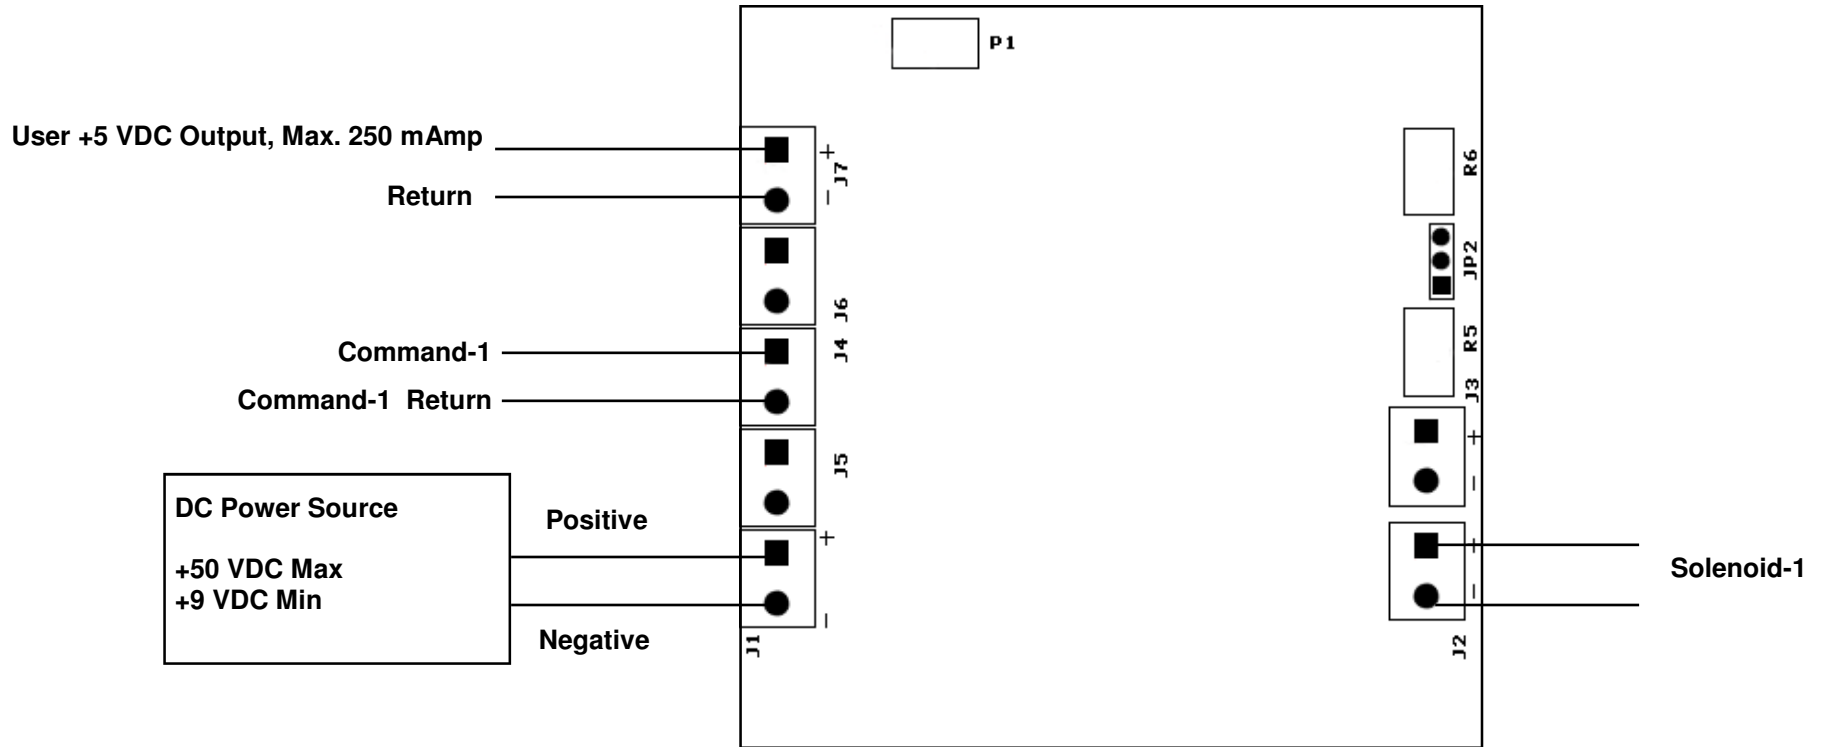 P1
User +5 VDC Output, Max. 250 mAmp
+
J7
Return
−
R6
JP2
J6
Command-1
J4
R5
Command-1 Return
J3
+
J5
−
DC Power Source
Positive
+50 VDC Max
+9 VDC Min
+
Negative
−
J1
+
Solenoid-1
−
J2